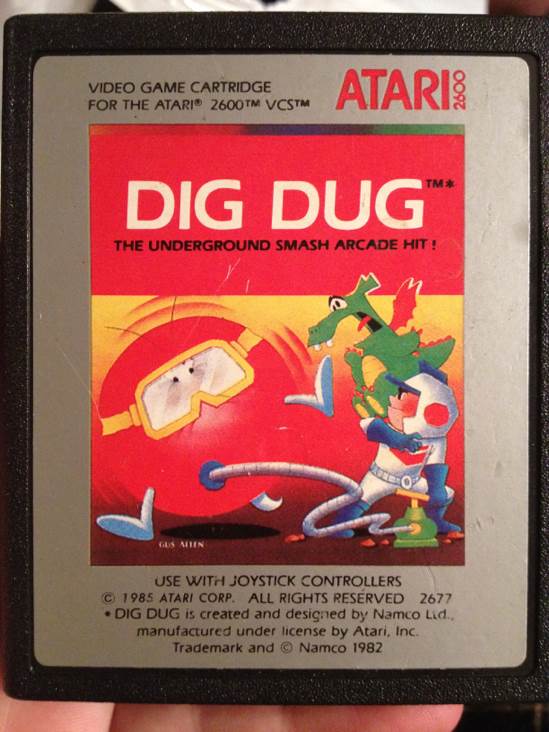 VIDEO GAME CARTRIDGE
FOR THE ATARI® 2600™ VCS™
ATARI 2600
DIG DUG™*
THE UNDERGROUND SMASH ARCADE HIT !
GUS ALLEN
USE WITH JOYSTICK CONTROLLERS
© 1985 ATARI CORP. ALL RIGHTS RESERVED 2677
• DIG DUG is created and designed by Namco Ltd.,
manufactured under license by Atari, Inc.
Trademark and © Namco 1982